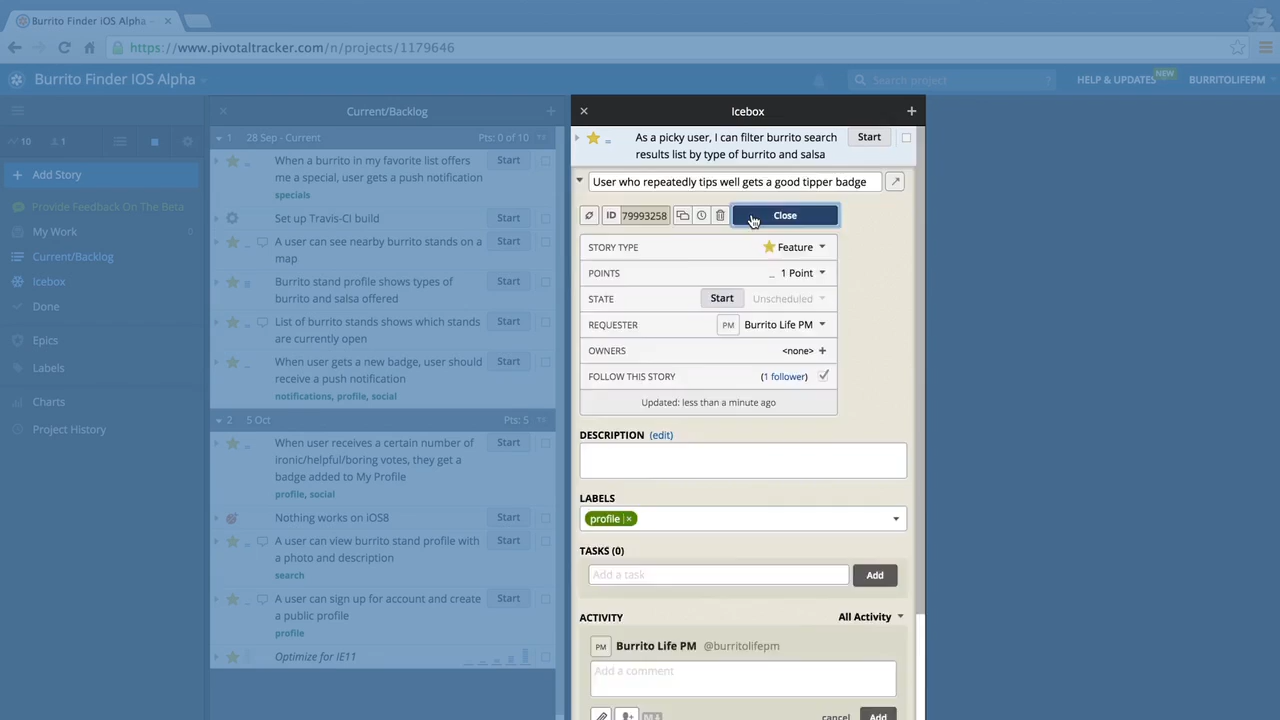 Burrito Finder iOS Alpha -
https://www.pivotaltracker.com/n/projects/1179646
Burrito Finder IOS Alpha
Search project
?
HELP & UPDATES
NEW
BURRITOLIFEPM
10
1
Add Story
Provide Feedback On The Beta
My Work
2
Current/Backlog
Icebox
Done
Epics
Labels
Charts
Project History
Current/Backlog
1 28 Sep - Current Pts: 0 of 10
When a burrito in my favorite list offers
me a special, user gets a push notification
specials
Start
Set up Travis-CI build
Start
A user can see nearby burrito stands on a
map
Start
Burrito stand profile shows types of
burrito and salsa offered
Start
List of burrito stands shows which stands
are currently open
Start
When user gets a new badge, user should
receive a push notification
notifications, profile, social
Start
2 5 Oct Pts: 5
When user receives a certain number of
ironic/helpful/boring votes, they get a
badge added to My Profile
profile, social
Start
Nothing works on iOS8
Start
A user can view burrito stand profile with
a photo and description
search
Start
A user can sign up for account and create
a public profile
profile
Start
Optimize for IE11
Icebox
As a picky user, I can filter burrito search
results list by type of burrito and salsa
Start
User who repeatedly tips well gets a good tipper badge
ID 79993258
Close
STORY TYPE Feature
POINTS 1 Point
STATE Start Unscheduled
REQUESTER PM Burrito Life PM
OWNERS <none> +
FOLLOW THIS STORY (1 follower)
Updated: less than a minute ago
DESCRIPTION (edit)
LABELS
profile
TASKS (0)
Add a task
Add
ACTIVITY All Activity
PM Burrito Life PM @burritolifepm
Add a comment
cancel Add